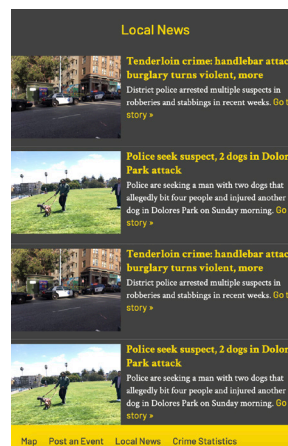 Local News
Tenderloin crime: handlebar attac
burglary turns violent, more
District police arrested multiple suspects in
robberies and stabbings in recent weeks. Go t
story »
Police seek suspect, 2 dogs in Dolor
Park attack
Police are seeking a man with two dogs that
allegedly bit four people and injured another
dog in Dolores Park on Sunday morning. Go
story »
Tenderloin crime: handlebar attac
burglary turns violent, more
District police arrested multiple suspects in
robberies and stabbings in recent weeks. Go t
story »
Police seek suspect, 2 dogs in Dolor
Park attack
Police are seeking a man with two dogs that
allegedly bit four people and injured another
dog in Dolores Park on Sunday morning. Go
story »
Map Post an Event Local News Crime Statistics